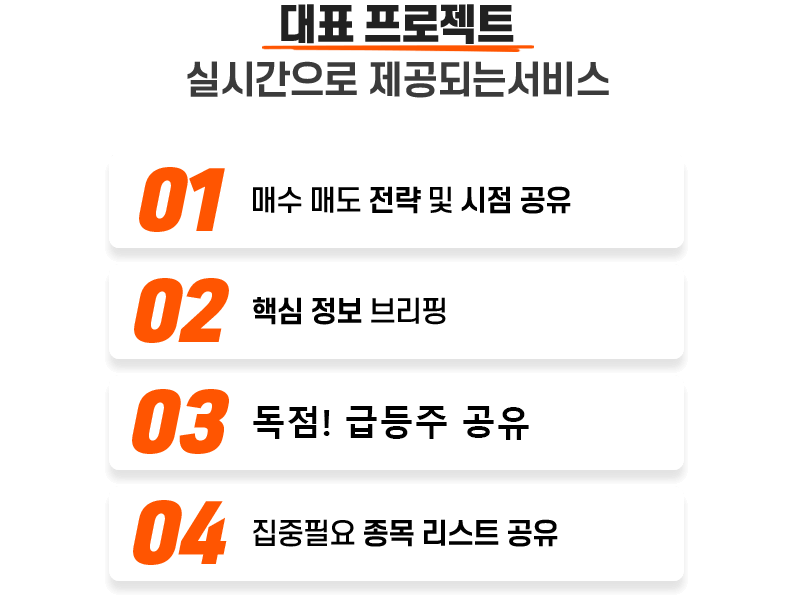 대표 프로젝트
실시간으로 제공되는서비스
01 매수 매도 전략 및 시점 공유
02 핵심 정보 브리핑
03 독점! 급등주 공유
04 집중필요 종목 리스트 공유